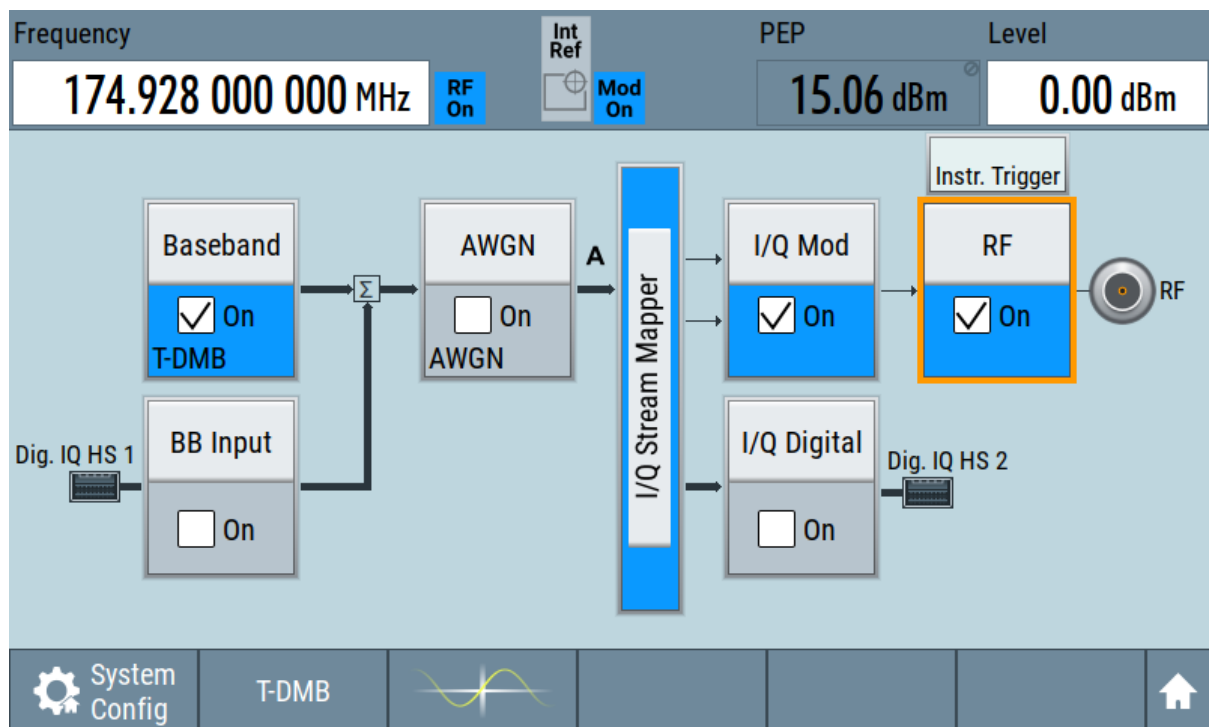 Frequency
Int
Ref
PEP
Level
174.928 000 000 MHz
RF
On
Mod
On
15.06 dBm
0.00 dBm
Instr. Trigger
Baseband
On
T-DMB
Σ
AWGN
On
AWGN
A
I/Q Stream Mapper
I/Q Mod
On
RF
On
RF
Dig. IQ HS 1
BB Input
On
I/Q Digital
On
Dig. IQ HS 2
System
Config
T-DMB